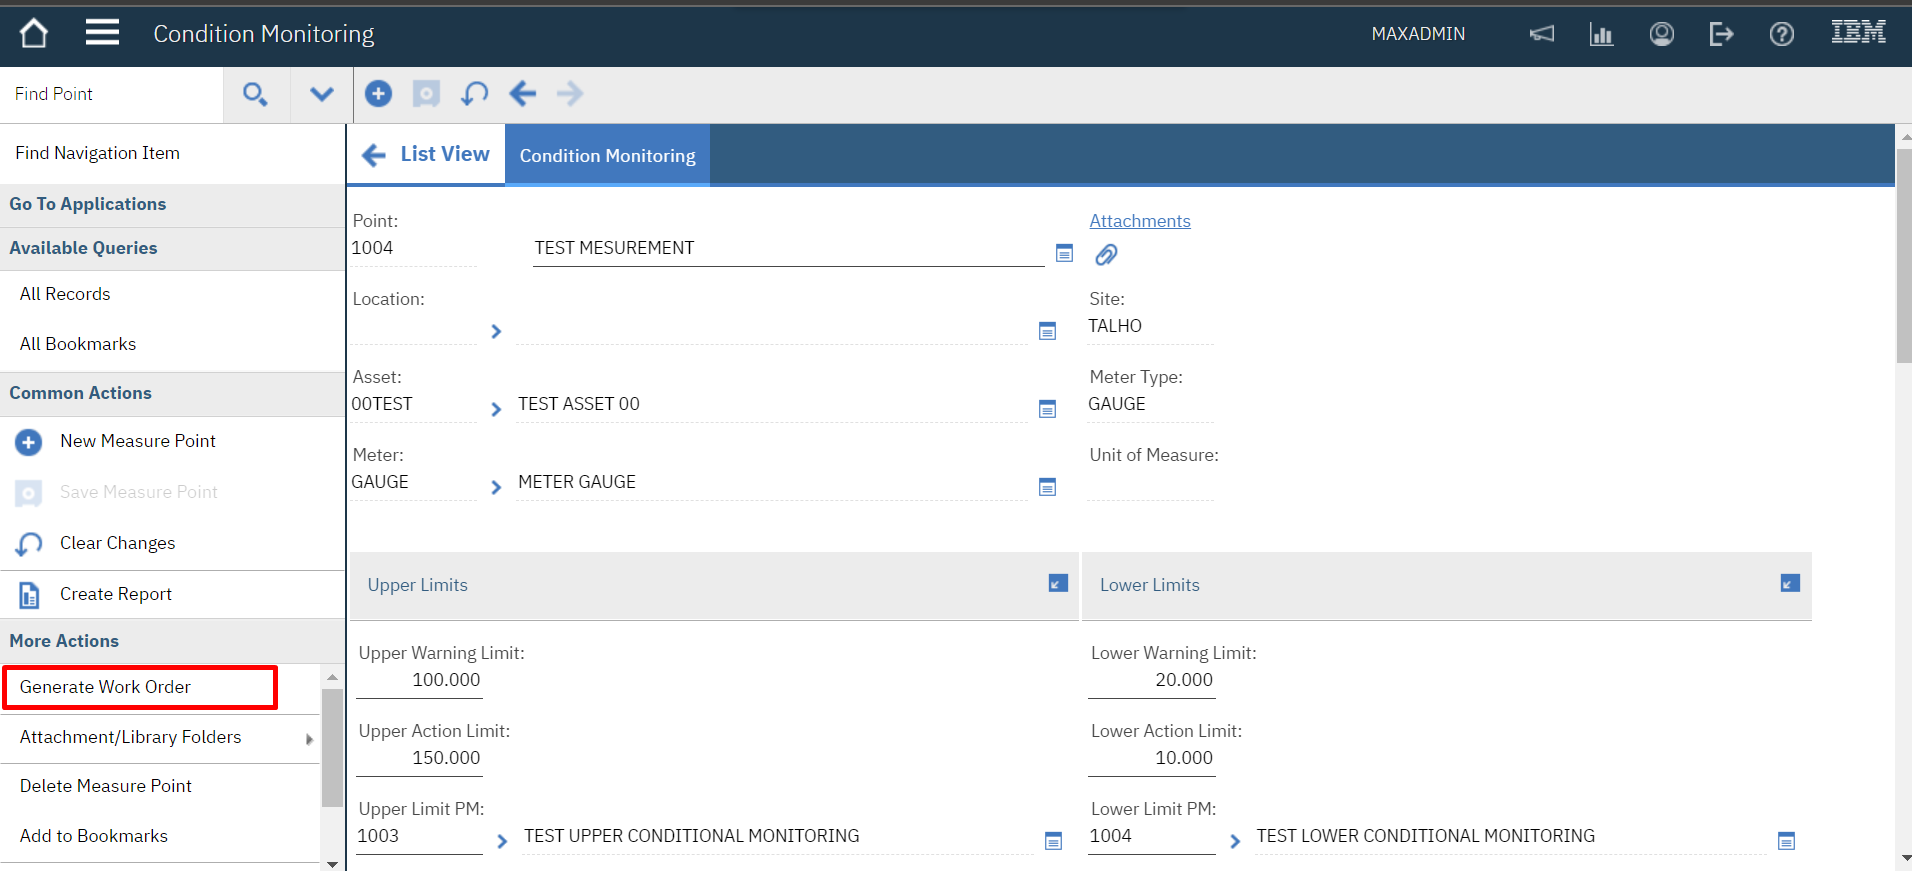 Condition Monitoring
MAXADMIN
IBM
Find Point
Find Navigation Item
Go To Applications
Available Queries
All Records
All Bookmarks
Common Actions
New Measure Point
Save Measure Point
Clear Changes
Create Report
More Actions
Generate Work Order
Attachment/Library Folders
Delete Measure Point
Add to Bookmarks
List View
Condition Monitoring
Point:
1004
TEST MESUREMENT
Attachments
Location:
Site:
TALHO
Asset:
00TEST
TEST ASSET 00
Meter Type:
GAUGE
Meter:
GAUGE
METER GAUGE
Unit of Measure:
Upper Limits
Upper Warning Limit:
100.000
Upper Action Limit:
150.000
Upper Limit PM:
1003
TEST UPPER CONDITIONAL MONITORING
Lower Limits
Lower Warning Limit:
20.000
Lower Action Limit:
10.000
Lower Limit PM:
1004
TEST LOWER CONDITIONAL MONITORING